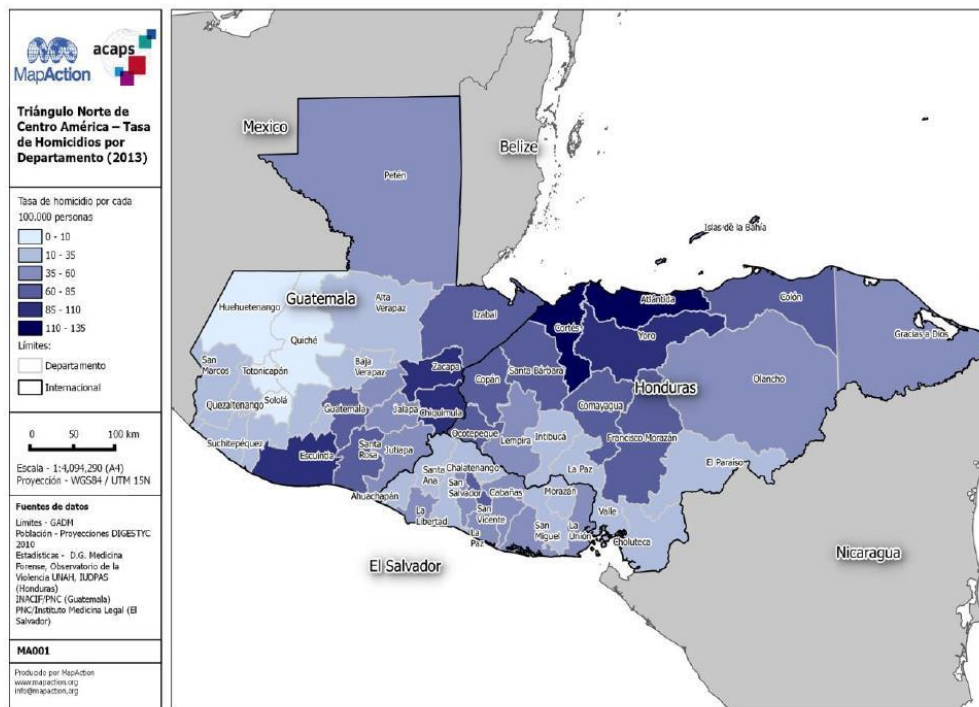 MapAction
acaps
Triángulo Norte de
Centro América – Tasa
de Homicidios por
Departamento (2013)
Tasa de homicidio por cada
100.000 personas
0 - 10
10 - 35
35 - 60
60 - 85
85 - 110
110 - 135
Límites:
Departamento
Internacional
0 50 100 km
Escala - 1:4,094,290 (A4)
Proyección - WGS84 / UTM 15N
Fuentes de datos
Limites - GADM
Población - Proyecciones DIGESTYC
2010
Estadísticas - D.G. Medicina
Forense, Observatorio de la
Violencia UNAH, IUDPAS
(Honduras)
INACIF/PNC (Guatemala)
PNC/Instituto Medicina Legal (El
Salvador)
MA001
Producido por MapAction
www.mapaction.org
info@mapaction.org
Mexico
Belize
Petén
Islas de la Bahía
Guatemala
Huehuetenango
Alta
Verapaz
Izabal
Atlántida
Colón
Cortés
Yoro
Gracias a Dios
Quiché
San
Marcos
Totonicapán
Baja
Verapaz
Zacapa
Copán
Santa Bárbara
Honduras
Olancho
Quezaltenango
Sololá
Guatemala
Jalapa
Chiquimula
Comayagua
Suchitepéquez
Escuintla
Santa
Rosa
Jutiapa
Ocotepeque
Lempira
Intibucá
Francisco Morazán
La Paz
El Paraíso
Santa
Ana
Chalatenango
Ahuachapán
San
Salvador
Cabañas
Morazán
La
Libertad
San
Vicente
La
Paz
San
Miguel
La
Unión
Valle
Choluteca
El Salvador
Nicaragua